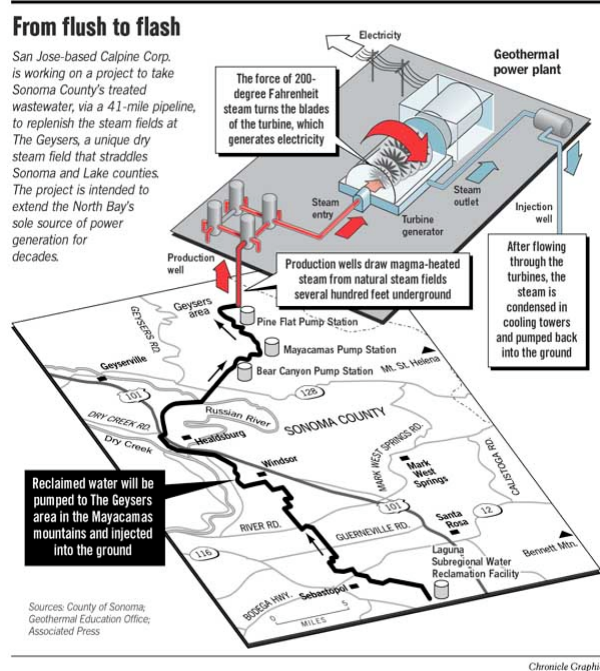 From flush to flash
San Jose-based Calpine Corp.
is working on a project to take
Sonoma County's treated
wastewater, via a 41-mile pipeline,
to replenish the steam fields at
The Geysers, a unique dry
steam field that straddles
Sonoma and Lake counties.
The project is intended to
extend the North Bay's
sole source of power
generation for
decades.
Electricity
Geothermal
power plant
The force of 200-
degree Fahrenheit
steam turns the blades
of the turbine, which
generates electricity
Steam
entry
Turbine
generator
Steam
outlet
Injection
well
Production
well
Production wells draw magma-heated
steam from natural steam fields
several hundred feet underground
After flowing
through the
turbines, the
steam is
condensed in
cooling towers
and pumped back
into the ground
Geysers
area
GEYSERS RD.
Pine Flat Pump Station
Mayacamas Pump Station
Bear Canyon Pump Station
Mt. St. Helena
Geyserville
101
128
DRY CREEK RD.
Russian River
SONOMA COUNTY
Dry Creek
Healdsburg
MARK WEST SPRINGS RD.
CALISTOGA RD.
Windsor
Mark
West
Springs
Reclaimed water will be
pumped to The Geysers
area in the Mayacamas
mountains and injected
into the ground
101
12
RIVER RD.
GUERNEVILLE RD.
Santa
Rosa
116
Laguna
Subregional Water
Reclamation Facility
Bennett Mtn.
BODEGA HWY.
Sebastopol
0 5
MILES
Sources: County of Sonoma;
Geothermal Education Office;
Associated Press
Chronicle Graphi